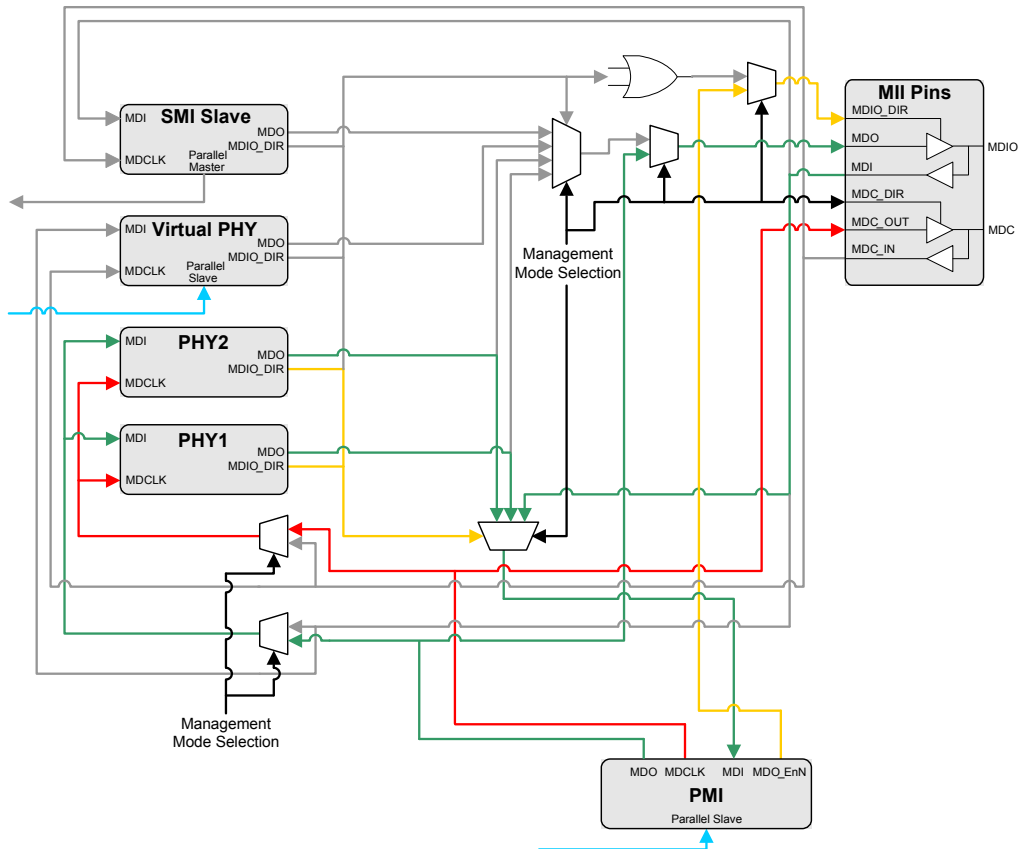 SMI Slave
MDI
MDO
MDIO_DIR
MDCLK
Parallel
Master
Virtual PHY
MDI
MDO
MDIO_DIR
MDCLK
Parallel
Slave
PHY2
MDI
MDO
MDIO_DIR
MDCLK
PHY1
MDI
MDO
MDIO_DIR
MDCLK
MII Pins
MDIO_DIR
MDO
MDIO
MDI
MDC_DIR
MDC_OUT
MDC
MDC_IN
Management
Mode Selection
Management
Mode Selection
MDO MDCLK MDI MDO_EnN
PMI
Parallel Slave